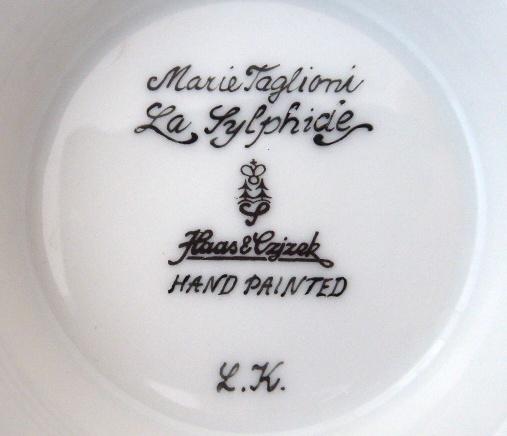 Marie Taglioni
La Sylphide
S
Haas & Czjzek
HAND PAINTED
L.K.